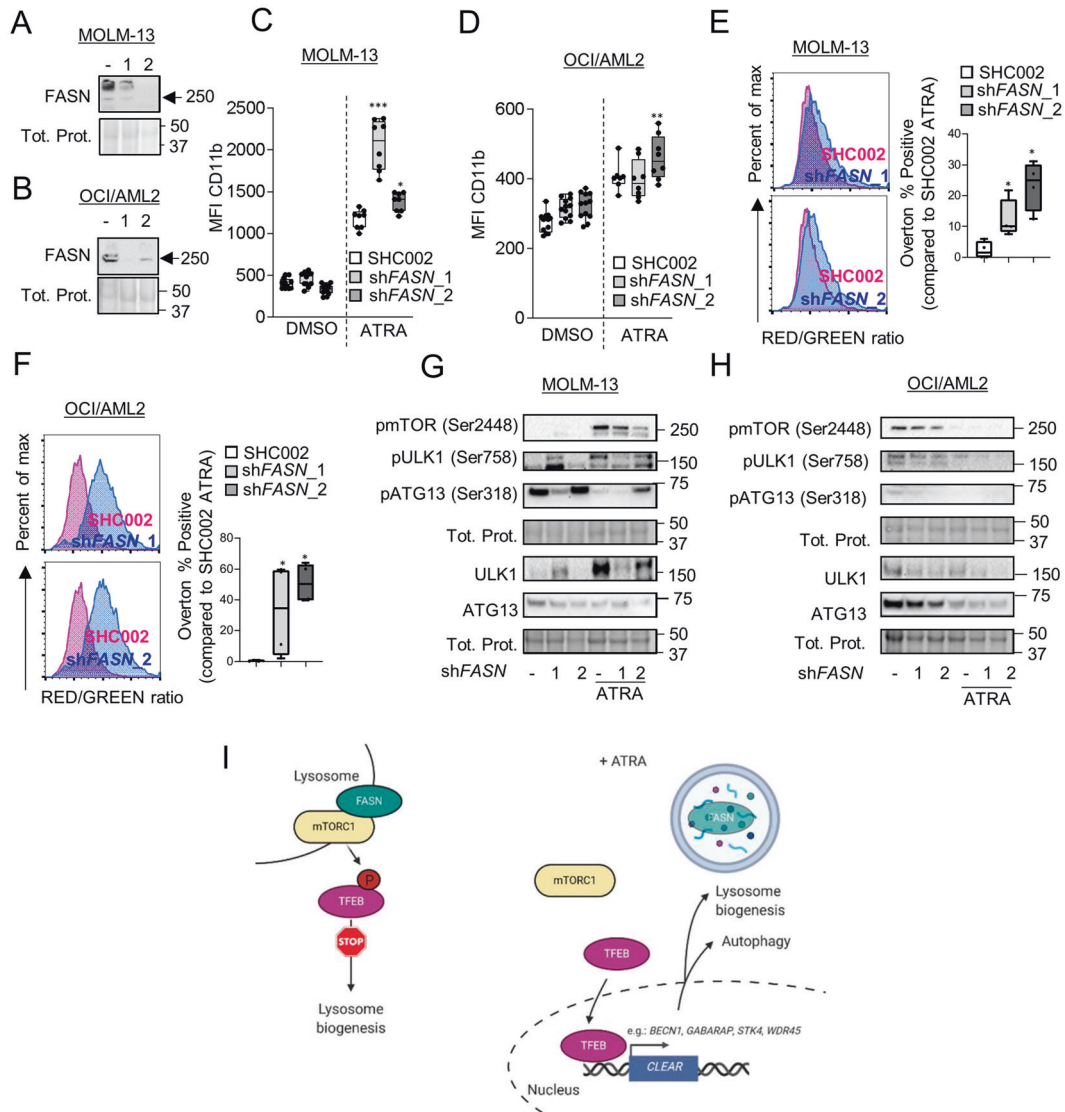 A
MOLM-13
- 1 2
FASN
250
Tot. Prot.
50
37
B
OCI/AML2
- 1 2
FASN
250
Tot. Prot.
50
37
C
MOLM-13
MFI CD11b
2500
2000
1500
1000
500
0
***
*
SHC002
shFASN_1
shFASN_2
DMSO
ATRA
D
OCI/AML2
MFI CD11b
600
400
200
0
**
SHC002
shFASN_1
shFASN_2
DMSO
ATRA
E
MOLM-13
Percent of max
SHC002
shFASN_1
SHC002
shFASN_2
RED/GREEN ratio
SHC002
shFASN_1
shFASN_2
Overton % Positive
(compared to SHC002 ATRA)
40
30
20
10
0
*
*
F
OCI/AML2
Percent of max
SHC002
shFASN_1
SHC002
shFASN_2
RED/GREEN ratio
SHC002
shFASN_1
shFASN_2
Overton % Positive
(compared to SHC002 ATRA)
80
60
40
20
0
*
*
G
MOLM-13
pmTOR (Ser2448)
250
pULK1 (Ser758)
150
pATG13 (Ser318)
75
Tot. Prot.
50
37
ULK1
150
ATG13
75
Tot. Prot.
50
37
shFASN
- 1 2 - 1 2
ATRA
H
OCI/AML2
pmTOR (Ser2448)
250
pULK1 (Ser758)
150
pATG13 (Ser318)
75
Tot. Prot.
50
37
ULK1
150
ATG13
75
Tot. Prot.
50
37
shFASN
- 1 2 - 1 2
ATRA
I
Lysosome
FASN
mTORC1
P
TFEB
STOP
Lysosome
biogenesis
+ ATRA
FASN
mTORC1
Lysosome
biogenesis
Autophagy
TFEB
e.g.: BECN1, GABARAP, STK4, WDR45
TFEB
CLEAR
Nucleus